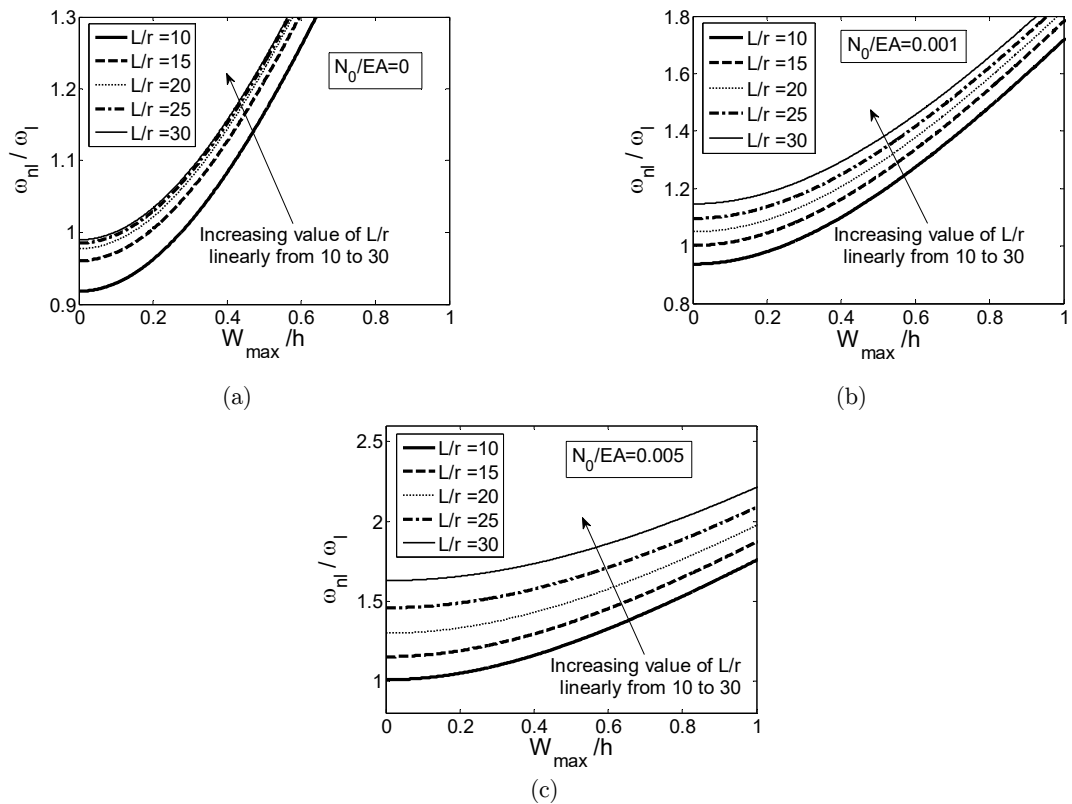 1.3
1.2
1.1
1
0.9
ω_nl / ω_l
L/r =10
L/r =15
L/r =20
L/r =25
L/r =30
N_0/EA=0
Increasing value of L/r
linearly from 10 to 30
0 0.2 0.4 0.6 0.8 1
W_max/h
(a)
1.8
1.6
1.4
1.2
1
0.8
ω_nl / ω_l
L/r =10
L/r =15
L/r =20
L/r =25
L/r =30
N_0/EA=0.001
Increasing value of L/r
linearly from 10 to 30
0 0.2 0.4 0.6 0.8 1
W_max/h
(b)
2.5
2
1.5
1
ω_nl / ω_l
L/r =10
L/r =15
L/r =20
L/r =25
L/r =30
N_0/EA=0.005
Increasing value of L/r
linearly from 10 to 30
0 0.2 0.4 0.6 0.8 1
W_max/h
(c)